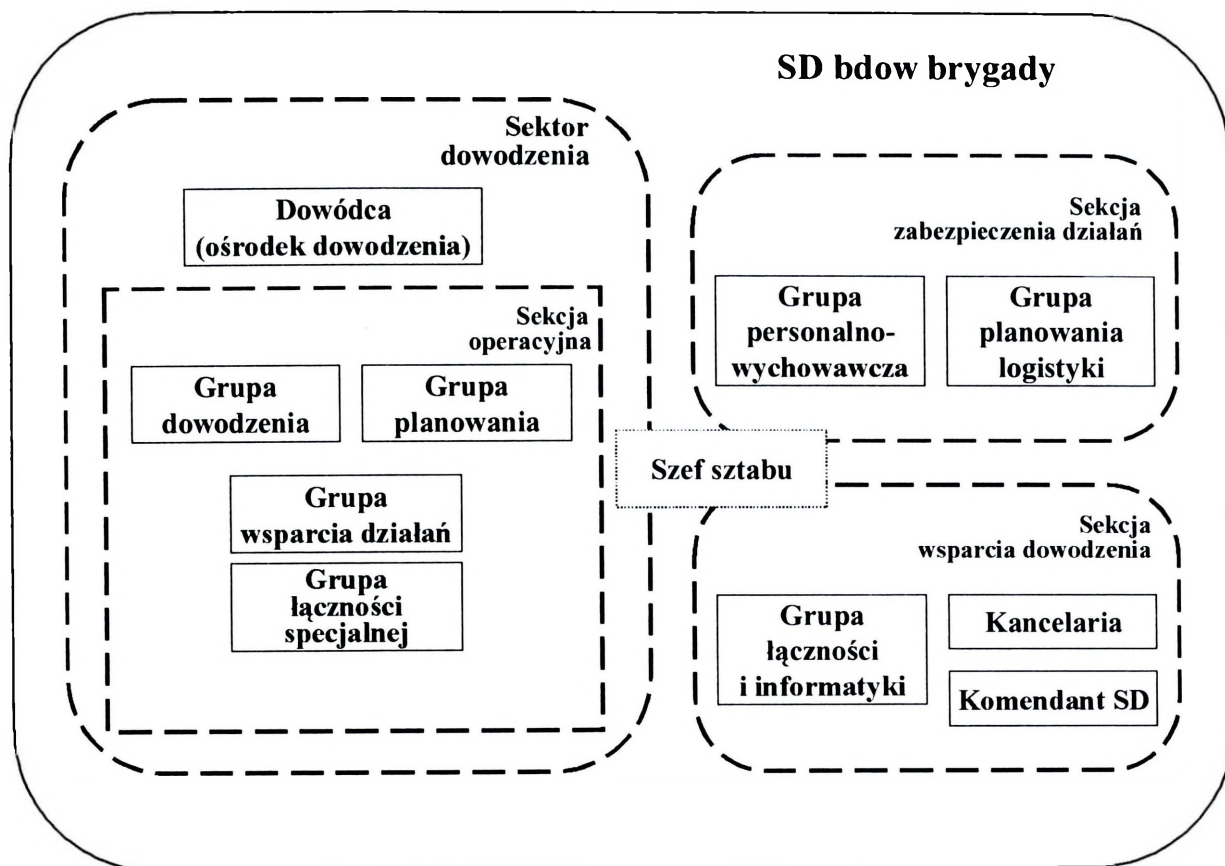 SD bdow brygady
Sektor
dowodzenia
Dowódca
(ośrodek dowodzenia)
Sekcja
operacyjna
Grupa
dowodzenia
Grupa
planowania
Grupa
wsparcia działań
Grupa
łączności
specjalnej
Szef sztabu
Sekcja
zabezpieczenia działań
Grupa
personalno-
wychowawcza
Grupa
planowania
logistyki
Sekcja
wsparcia dowodzenia
Grupa
łączności
i informatyki
Kancelaria
Komendant SD